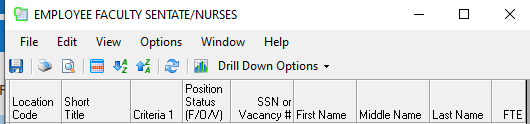 EMPLOYEE FACULTY SENTATE/NURSES
File Edit View Options Window Help
Drill Down Options
Location Code
Short Title
Criteria 1
Position Status (F/O/V)
SSN or Vacancy #
First Name
Middle Name
Last Name
FTE